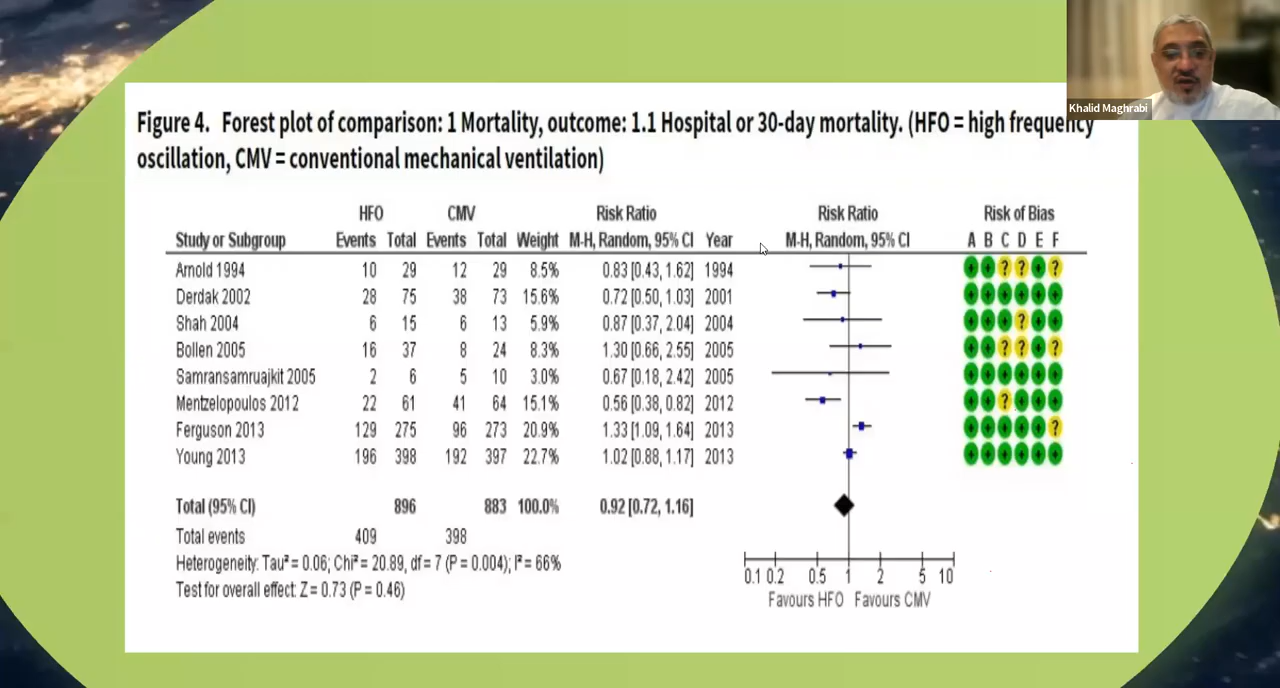 Khalid Maghrabi
Figure 4. Forest plot of comparison: 1 Mortality, outcome: 1.1 Hospital or 30-day mortality. (HFO = high frequency
oscillation, CMV = conventional mechanical ventilation)
HFO CMV Risk Ratio Risk Ratio Risk of Bias
Study or Subgroup Events Total Events Total Weight M-H, Random, 95% CI Year M-H, Random, 95% CI A B C D E F
Arnold 1994 10 29 12 29 8.5% 0.83 [0.43, 1.62] 1994 + + ? ? + ?
Derdak 2002 28 75 38 73 15.6% 0.72 [0.50, 1.03] 2001 + + + + + +
Shah 2004 6 15 6 13 5.9% 0.87 [0.37, 2.04] 2004 + + + ? + +
Bollen 2005 16 37 8 24 8.3% 1.30 [0.66, 2.55] 2005 + + ? ? + ?
Samransamruajkit 2005 2 6 5 10 3.0% 0.67 [0.18, 2.42] 2005 + + + + + +
Mentzelopoulos 2012 22 61 41 64 15.1% 0.56 [0.38, 0.82] 2012 + + ? + + +
Ferguson 2013 129 275 96 273 20.9% 1.33 [1.09, 1.64] 2013 + + + + + ?
Young 2013 196 398 192 397 22.7% 1.02 [0.88, 1.17] 2013 + + + + + +
Total (95% CI) 896 883 100.0% 0.92 [0.72, 1.16]
Total events 409 398
Heterogeneity: Tau² = 0.06; Chi² = 20.89, df = 7 (P = 0.004); I² = 66%
Test for overall effect: Z = 0.73 (P = 0.46)
0.1 0.2 0.5 1 2 5 10
Favours HFO Favours CMV